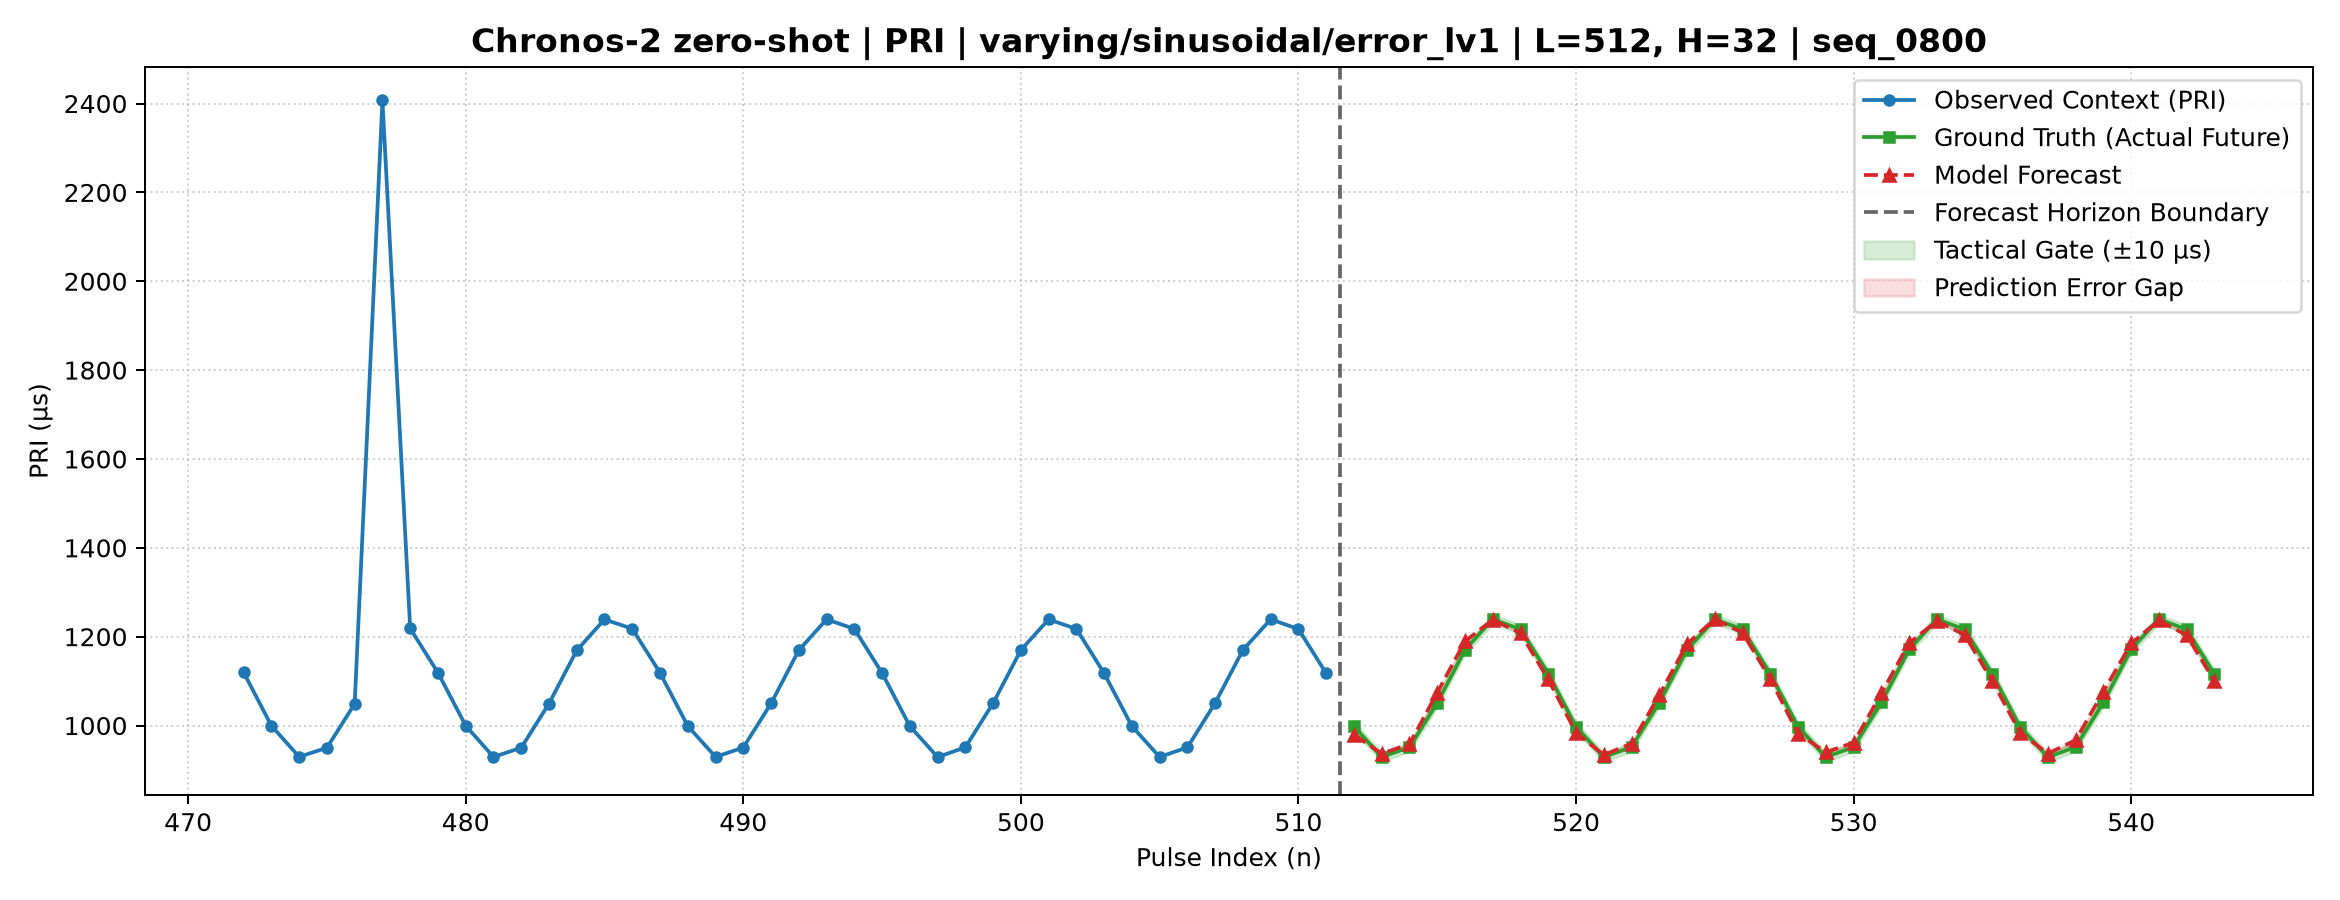 Chronos-2 zero-shot | PRI | varying/sinusoidal/error_lv1 | L=512, H=32 | seq_0800
PRI (µs)
2400
2200
2000
1800
1600
1400
1200
1000
Observed Context (PRI)
Ground Truth (Actual Future)
Model Forecast
Forecast Horizon Boundary
Tactical Gate (±10 µs)
Prediction Error Gap
470 480 490 500 510 520 530 540
Pulse Index (n)